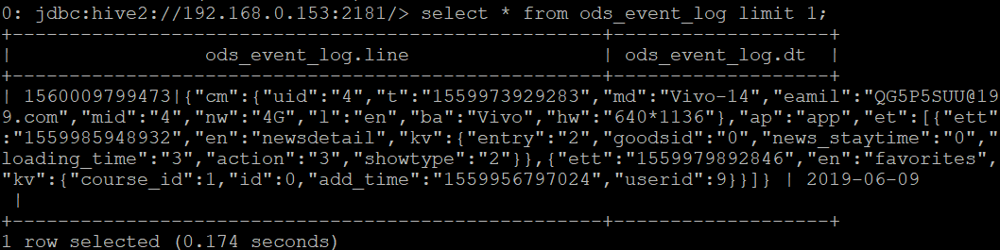 0: jdbc:hive2://192.168.0.153:2181/> select * from ods_event_log limit 1;
+----------------------------------------------------+-------------------+
|                 ods_event_log.line                 | ods_event_log.dt  |
+----------------------------------------------------+-------------------+
| 1560009799473|{"cm":{"uid":"4","t":"1559973929283","md":"Vivo-14","eamil":"QG5P5SUU@19
9.com","mid":"4","nw":"4G","l":"en","ba":"Vivo","hw":"640*1136"},"ap":"app","et":[{"ett"
:"1559985948932","en":"newsdetail","kv":{"entry":"2","goodsid":"0","news_staytime":"0","
loading_time":"3","action":"3","showtype":"2"}},{"ett":"1559979892846","en":"favorites",
"kv":{"course_id":1,"id":0,"add_time":"1559956797024","userid":9}}]} | 2019-06-09
 |
+----------------------------------------------------+-------------------+
1 row selected (0.174 seconds)